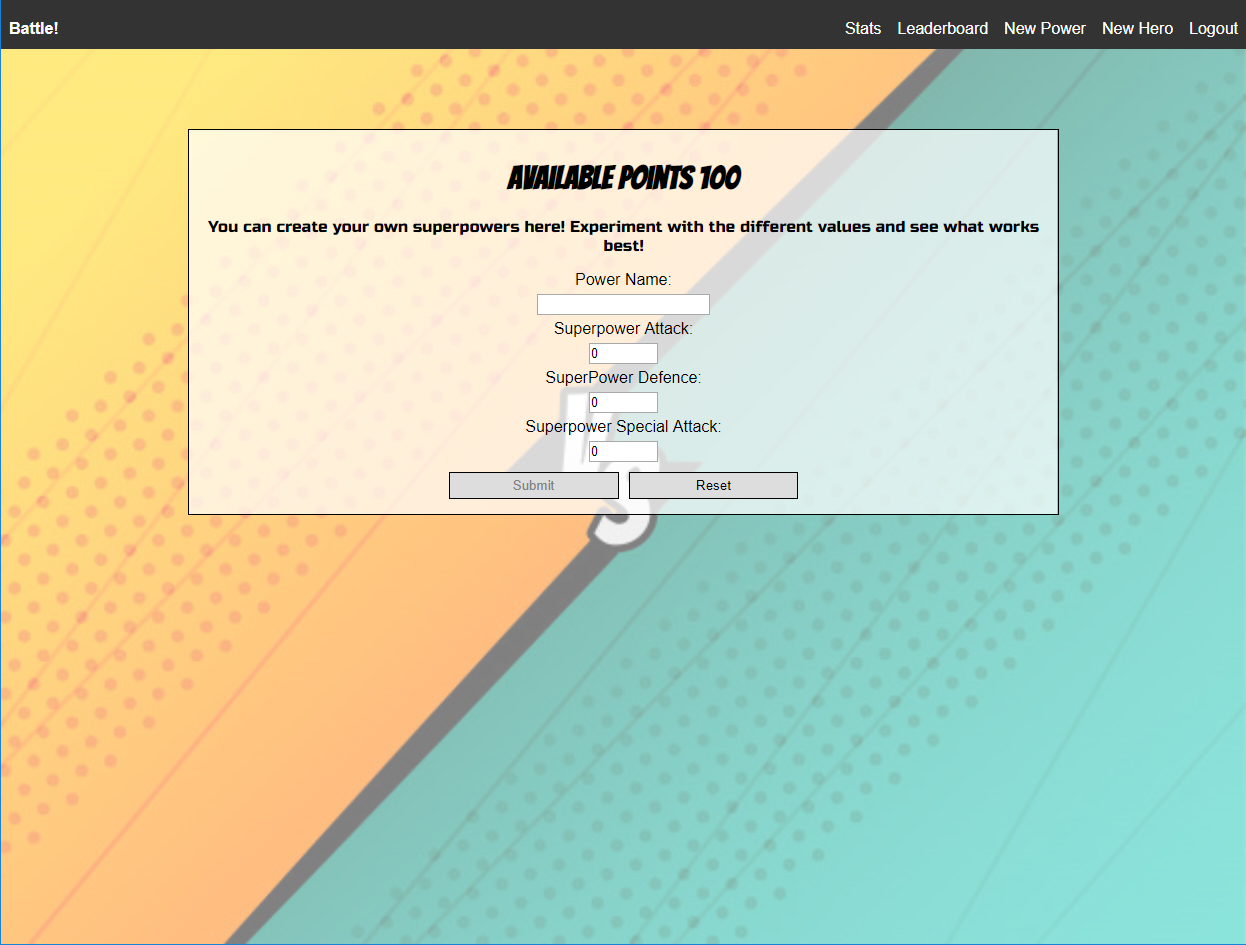 Battle!
Stats Leaderboard New Power New Hero Logout
AVAILABLE POINTS 100
You can create your own superpowers here! Experiment with the different values and see what works
best!
Power Name:
Superpower Attack:
0
SuperPower Defence:
0
Superpower Special Attack:
0
VS
Submit Reset